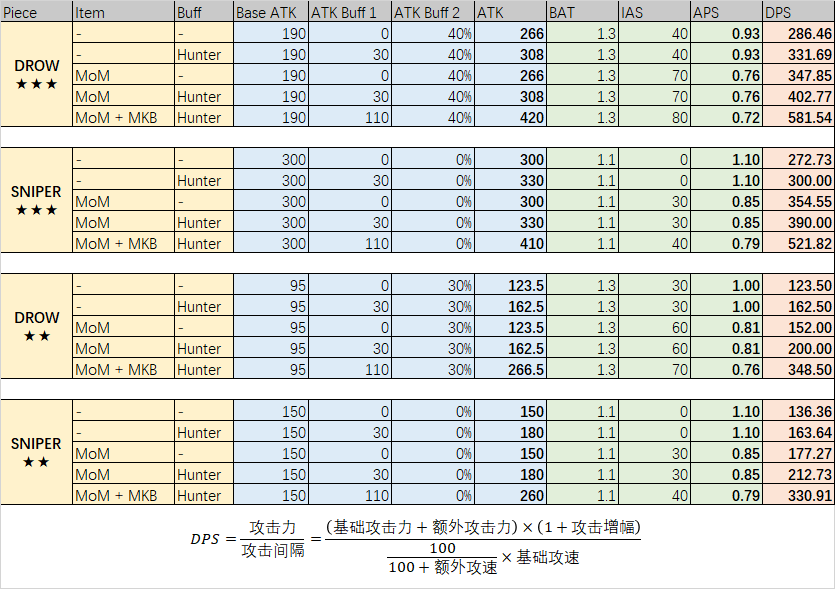 Piece Item Buff Base ATK ATK Buff 1 ATK Buff 2 ATK BAT IAS APS DPS
- - 190 0 40% 266 1.3 40 0.93 286.46
- Hunter 190 30 40% 308 1.3 40 0.93 331.69
DROW ★★★ MoM - 190 0 40% 266 1.3 70 0.76 347.85
MoM Hunter 190 30 40% 308 1.3 70 0.76 402.77
MoM + MKB Hunter 190 110 40% 420 1.3 80 0.72 581.54
- - 300 0 0% 300 1.1 0 1.10 272.73
- Hunter 300 30 0% 330 1.1 0 1.10 300.00
SNIPER ★★★ MoM - 300 0 0% 300 1.1 30 0.85 354.55
MoM Hunter 300 30 0% 330 1.1 30 0.85 390.00
MoM + MKB Hunter 300 110 0% 410 1.1 40 0.79 521.82
- - 95 0 30% 123.5 1.3 30 1.00 123.50
- Hunter 95 30 30% 162.5 1.3 30 1.00 162.50
DROW ★★ MoM - 95 0 30% 123.5 1.3 60 0.81 152.00
MoM Hunter 95 30 30% 162.5 1.3 60 0.81 200.00
MoM + MKB Hunter 95 110 30% 266.5 1.3 70 0.76 348.50
- - 150 0 0% 150 1.1 0 1.10 136.36
- Hunter 150 30 0% 180 1.1 0 1.10 163.64
SNIPER ★★ MoM - 150 0 0% 150 1.1 30 0.85 177.27
MoM Hunter 150 30 0% 180 1.1 30 0.85 212.73
MoM + MKB Hunter 150 110 0% 260 1.1 40 0.79 330.91
DPS = 攻击力 / 攻击间隔 = (基础攻击力 + 额外攻击力) × (1 + 攻击增幅) / 100 / 100 + 额外攻速 × 基础攻速